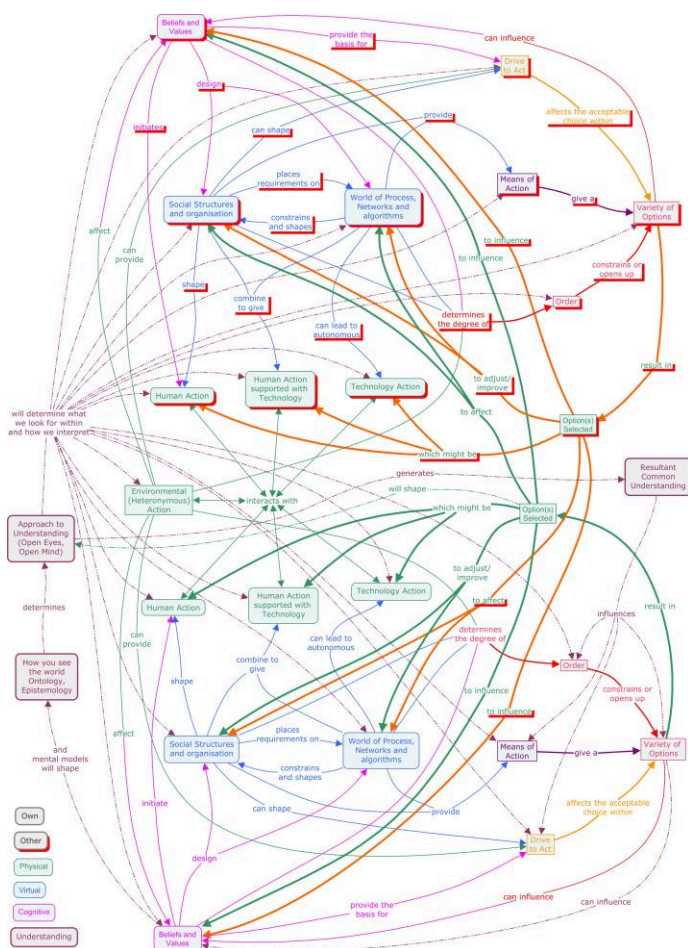 Beliefs and
Values
provide the
basis for
can influence
Drive
to Act
design
affects the acceptable
choice within
initiates
can shape
provide
places
requirements on
Means of
Action
give a
Social Structures
and organisation
World of Process,
Networks and
algorithms
Variety of
Options
affect
can
provide
constrains
and shapes
to influence
to influence
constrains or
opens up
Order
shape
combine
to give
can lead to
autonomous
determines
the degree of
result in
to adjust/
improve
Human Action
Human Action
supported with
Technology
Technology Action
to affect
Option(s)
Selected
will determine what
we look for within
and how we interpret
which might be
generates
Resultant
Common
Understanding
will shape
Environmental
(Heteronymous)
Action
interacts with
which might be
Option(s)
Selected
Approach to
Understanding
(Open Eyes,
Open Mind)
to adjust/
improve
Human Action
Human Action
supported with
Technology
Technology Action
to affect
result in
determines
can
provide
influences
can lead to
autonomous
determines
the degree of
How you see
the world
Ontology,
Epistemology
shape
combine to
give
Order
constrains or
opens up
to influence
to influence
affect
Social Structures
and organisation
places
requirements on
World of Process,
Networks and
algorithms
Means of
Action
give a
Variety of
Options
and
mental models
will shape
constrains
and shapes
initiate
can shape
provide
affects the acceptable
choice within
Own
Other
Drive
to Act
design
Physical
Virtual
Cognitive
provide the
basis for
can influence
can influence
Understanding
Beliefs and
Values